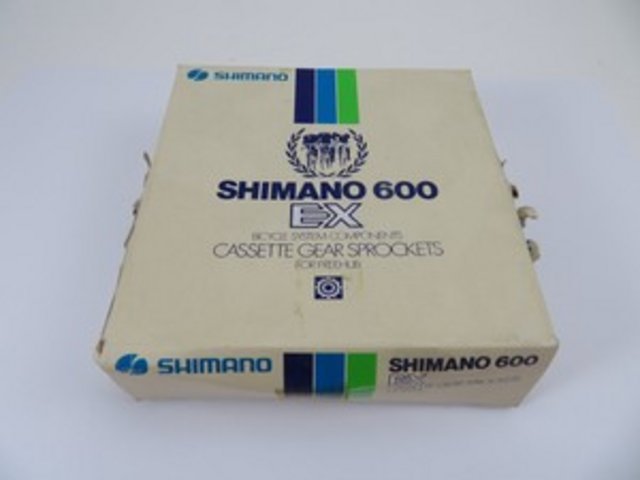 SHIMANO
SHIMANO 600
EX
BICYCLE SYSTEM COMPONENTS
CASSETTE GEAR SPROCKETS
(FOR FREEHUB)
SHIMANO
SHIMANO 600
EX